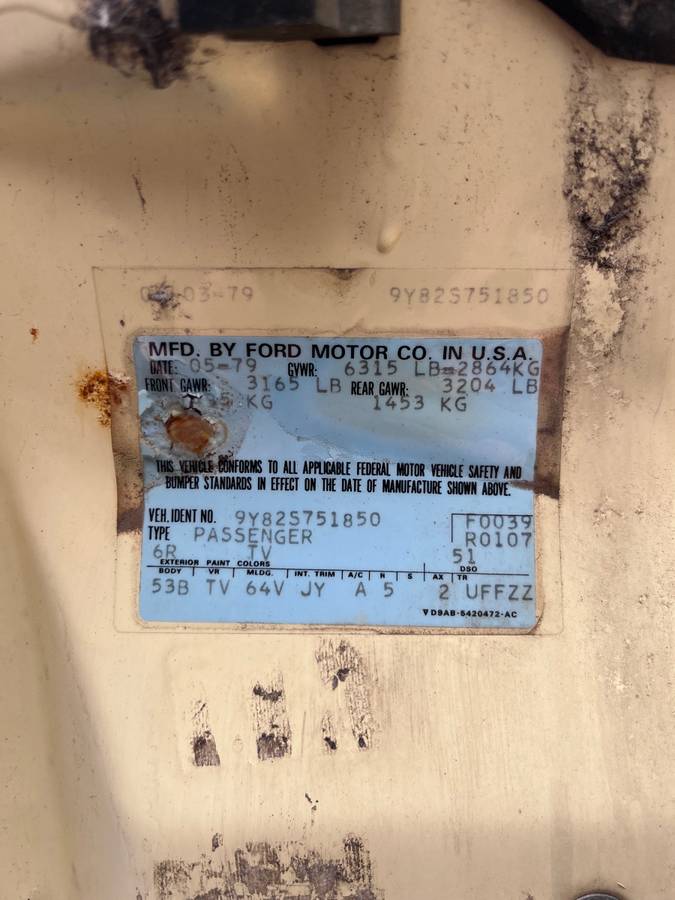 03-79 9Y82S751850
MFD. BY FORD MOTOR CO. IN U.S.A.
DATE: 05-79 GVWR: 6315 LB=2864KG
FRONT GAWR: 3165 LB REAR GAWR: 3204 LB
KG 1453 KG
THIS VEHICLE CONFORMS TO ALL APPLICABLE FEDERAL MOTOR VEHICLE SAFETY AND
BUMPER STANDARDS IN EFFECT ON THE DATE OF MANUFACTURE SHOWN ABOVE.
VEH. IDENT NO. 9Y82S751850 F0039
TYPE PASSENGER R0107
6R TV 51
EXTERIOR PAINT COLORS DSO
BODY VR MLDG. INT. TRIM A/C R S AX TR
53B TV 64V JY A 5 2 UFFZZ
▼D9AB-5420472-AC